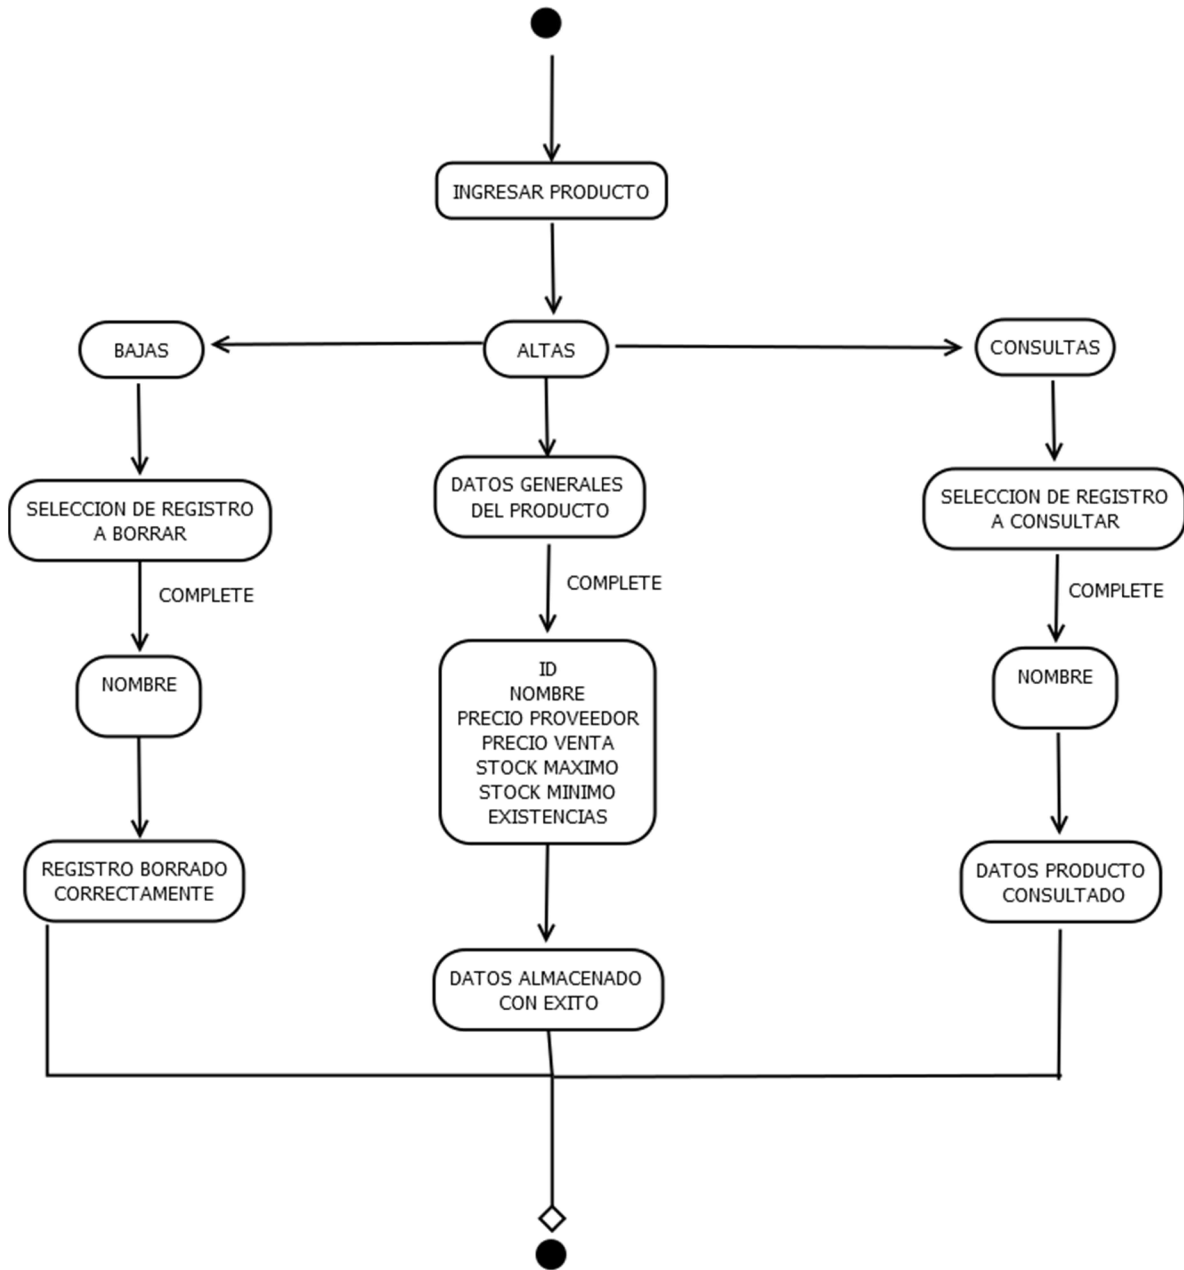 INGRESAR PRODUCTO
BAJAS
ALTAS
CONSULTAS
SELECCION DE REGISTRO
A BORRAR
DATOS GENERALES
DEL PRODUCTO
SELECCION DE REGISTRO
A CONSULTAR
COMPLETE
COMPLETE
COMPLETE
NOMBRE
ID
NOMBRE
PRECIO PROVEEDOR
PRECIO VENTA
STOCK MAXIMO
STOCK MINIMO
EXISTENCIAS
NOMBRE
REGISTRO BORRADO
CORRECTAMENTE
DATOS ALMACENADO
CON EXITO
DATOS PRODUCTO
CONSULTADO